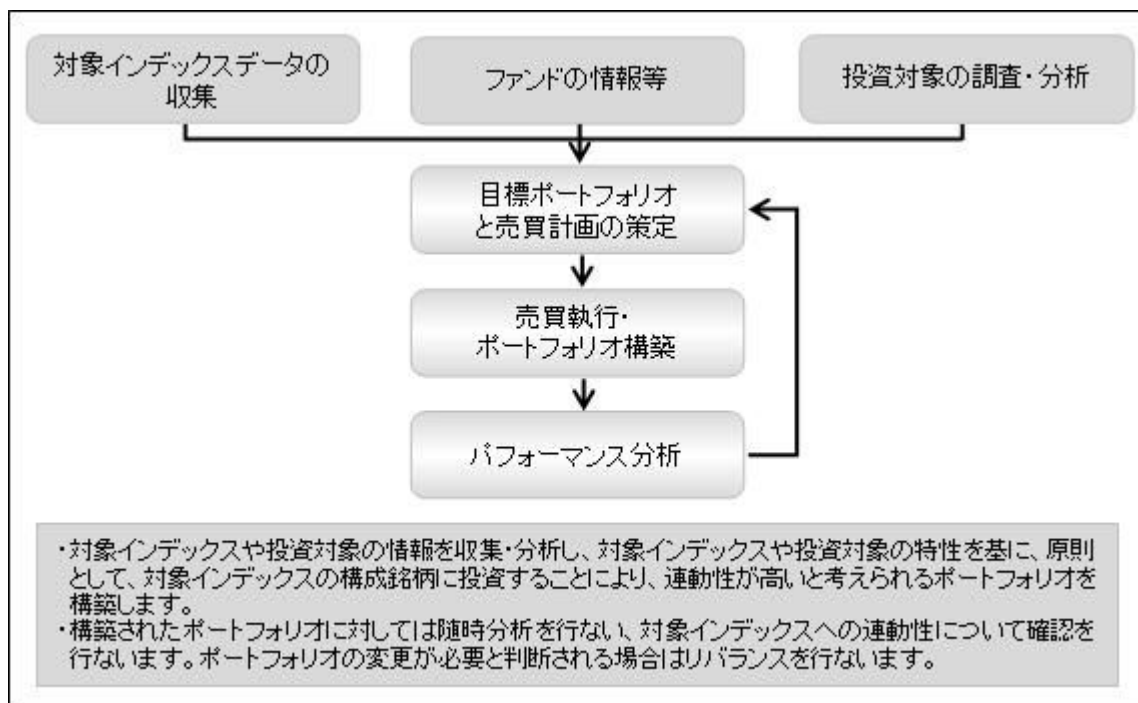 対象インデックスデータの
収集
ファンドの情報等
投資対象の調査・分析
目標ポートフォリオ
と売買計画の策定
売買執行・
ポートフォリオ構築
パフォーマンス分析
・対象インデックスや投資対象の情報を収集・分析し、対象インデックスや投資対象の特性を基に、原則
として、対象インデックスの構成銘柄に投資することにより、連動性が高いと考えられるポートフォリオを
構築します。
・構築されたポートフォリオに対しては随時分析を行ない、対象インデックスへの連動性について確認を
行ないます。ポートフォリオの変更が必要と判断される場合はリバランスを行ないます。